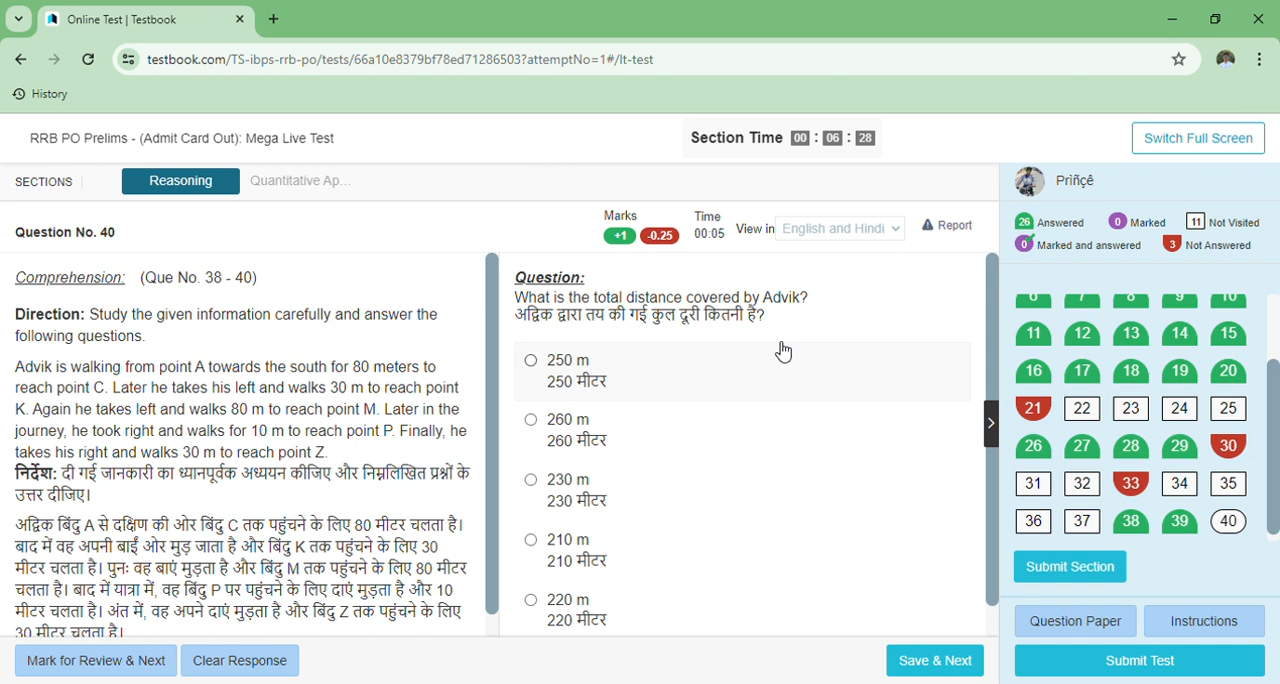 Online Test | Testbook
testbook.com/TS-ibps-rrb-po/tests/66a10e8379bf78ed71286503?attemptNo=1#/lt-test
History
RRB PO Prelims - (Admit Card Out): Mega Live Test
Section Time 00 : 06 : 28
Switch Full Screen
SECTIONS
Reasoning
Quantitative Ap...
Prìñçê
Question No. 40
Marks
+1 -0.25
Time
00:05
View in English and Hindi
Report
26 Answered
0 Marked
11 Not Visited
0 Marked and answered
3 Not Answered
Comprehension: (Que No. 38 - 40)
Direction: Study the given information carefully and answer the
following questions.
Advik is walking from point A towards the south for 80 meters to
reach point C. Later he takes his left and walks 30 m to reach point
K. Again he takes left and walks 80 m to reach point M. Later in the
journey, he took right and walks for 10 m to reach point P. Finally, he
takes his right and walks 30 m to reach point Z.
निर्देश: दी गई जानकारी का ध्यानपूर्वक अध्ययन कीजिए और निम्नलिखित प्रश्नों के
उत्तर दीजिए।
अद्विक बिंदु A से दक्षिण की ओर बिंदु C तक पहुंचने के लिए 80 मीटर चलता है।
बाद में वह अपनी बाईं ओर मुड़ जाता है और बिंदु K तक पहुंचने के लिए 30
मीटर चलता है। पुनः वह बाएं मुड़ता है और बिंदु M तक पहुंचने के लिए 80 मीटर
चलता है। बाद में यात्रा में, वह बिंदु P पर पहुंचने के लिए दाएं मुड़ता है और 10
मीटर चलता है। अंत में, वह अपने दाएं मुड़ता है और बिंदु Z तक पहुंचने के लिए
30 मीटर चलता है।
Question:
What is the total distance covered by Advik?
अद्विक द्वारा तय की गई कुल दूरी कितनी है?
250 m
250 मीटर
260 m
260 मीटर
230 m
230 मीटर
210 m
210 मीटर
220 m
220 मीटर
6 7 8 9 10
11 12 13 14 15
16 17 18 19 20
21 22 23 24 25
26 27 28 29 30
31 32 33 34 35
36 37 38 39 40
Submit Section
Question Paper
Instructions
Mark for Review & Next
Clear Response
Save & Next
Submit Test